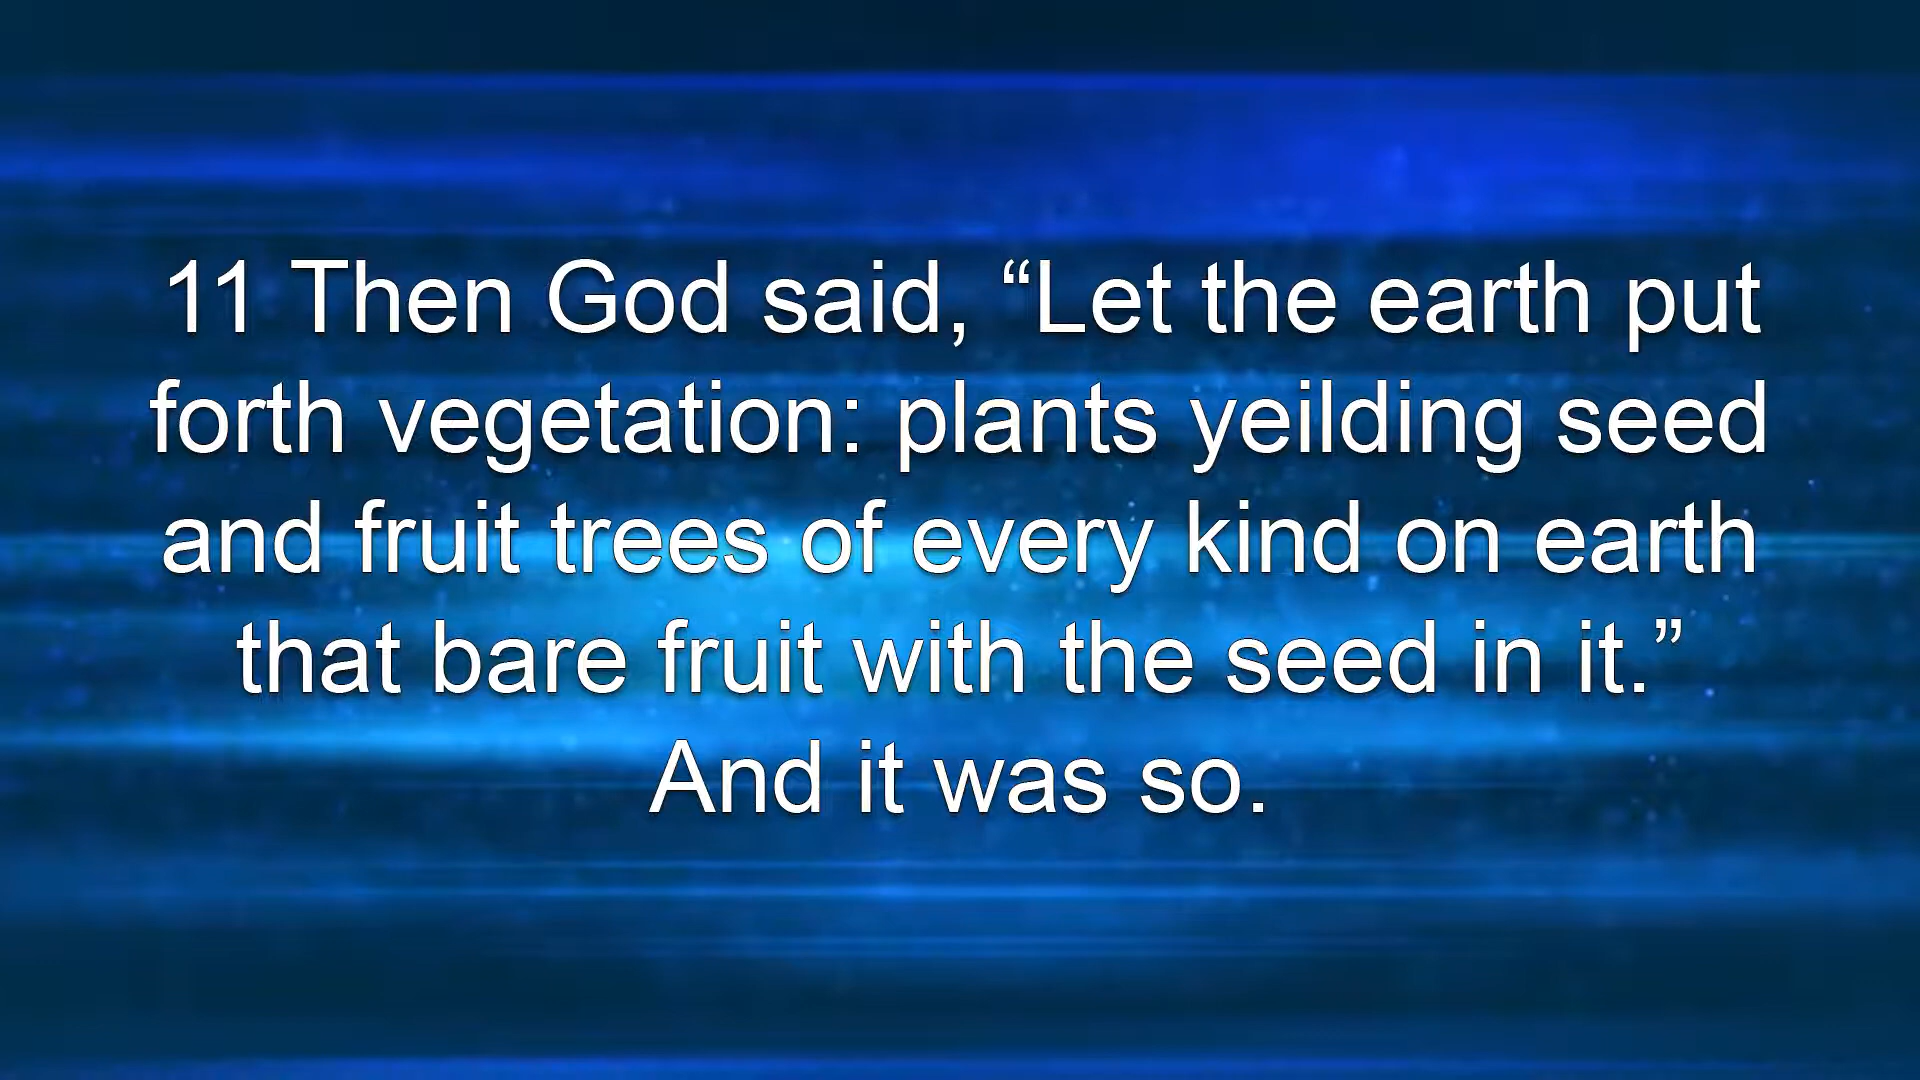 11 Then God said, “Let the earth put
forth vegetation: plants yeilding seed
and fruit trees of every kind on earth
that bare fruit with the seed in it.”
And it was so.